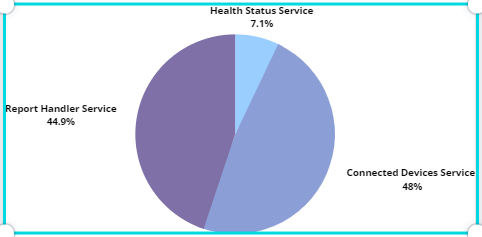 Health Status Service
7.1%
Report Handler Service
44.9%
Connected Devices Service
48%